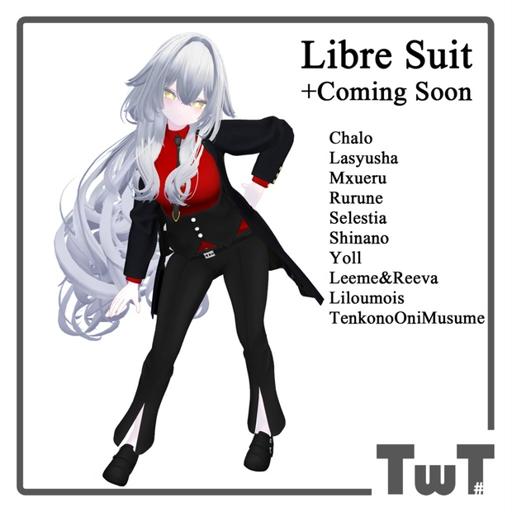 Libre Suit
+Coming Soon
Chalo
Lasyusha
Mxueru
Rurune
Selestia
Shinano
Yoll
Leeme&Reeva
Liloumois
TenkonoOniMusume
TwT#